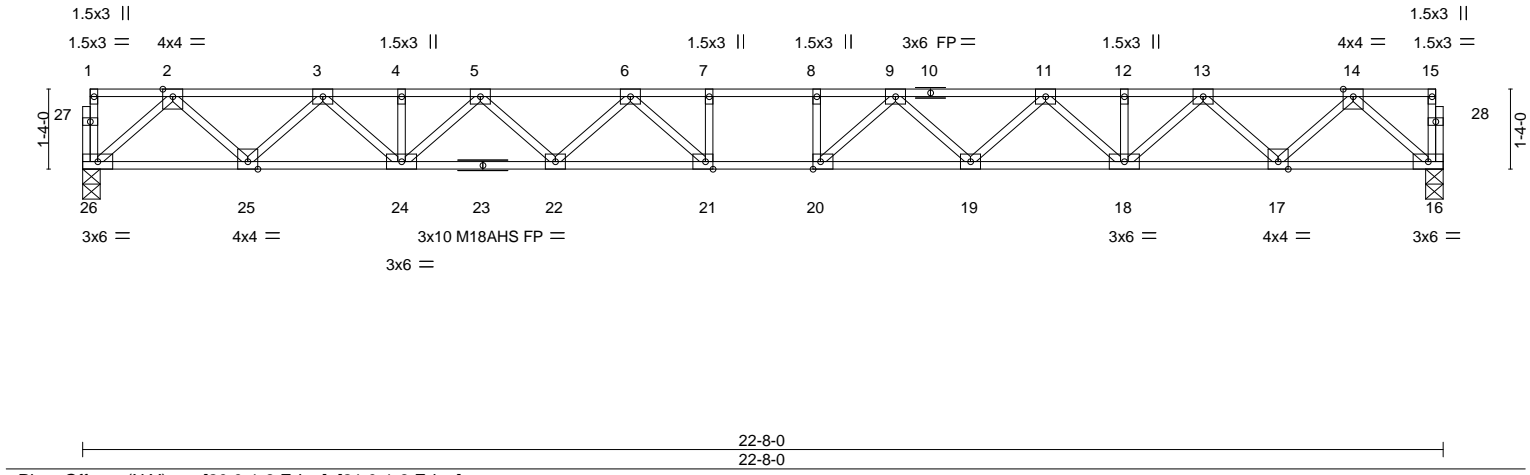 1.5x3 || 1.5x3 ||
1.5x3 = 4x4 = 1.5x3 || 1.5x3 || 1.5x3 || 3x6 FP = 1.5x3 || 4x4 = 1.5x3 =
1 2 3 4 5 6 7 8 9 10 11 12 13 14 15
27 28
1-4-0 1-4-0
26 25 24 23 22 21 20 19 18 17 16
3x6 = 4x4 = 3x10 M18AHS FP = 3x6 = 4x4 = 3x6 =
3x6 =
22-8-0
22-8-0